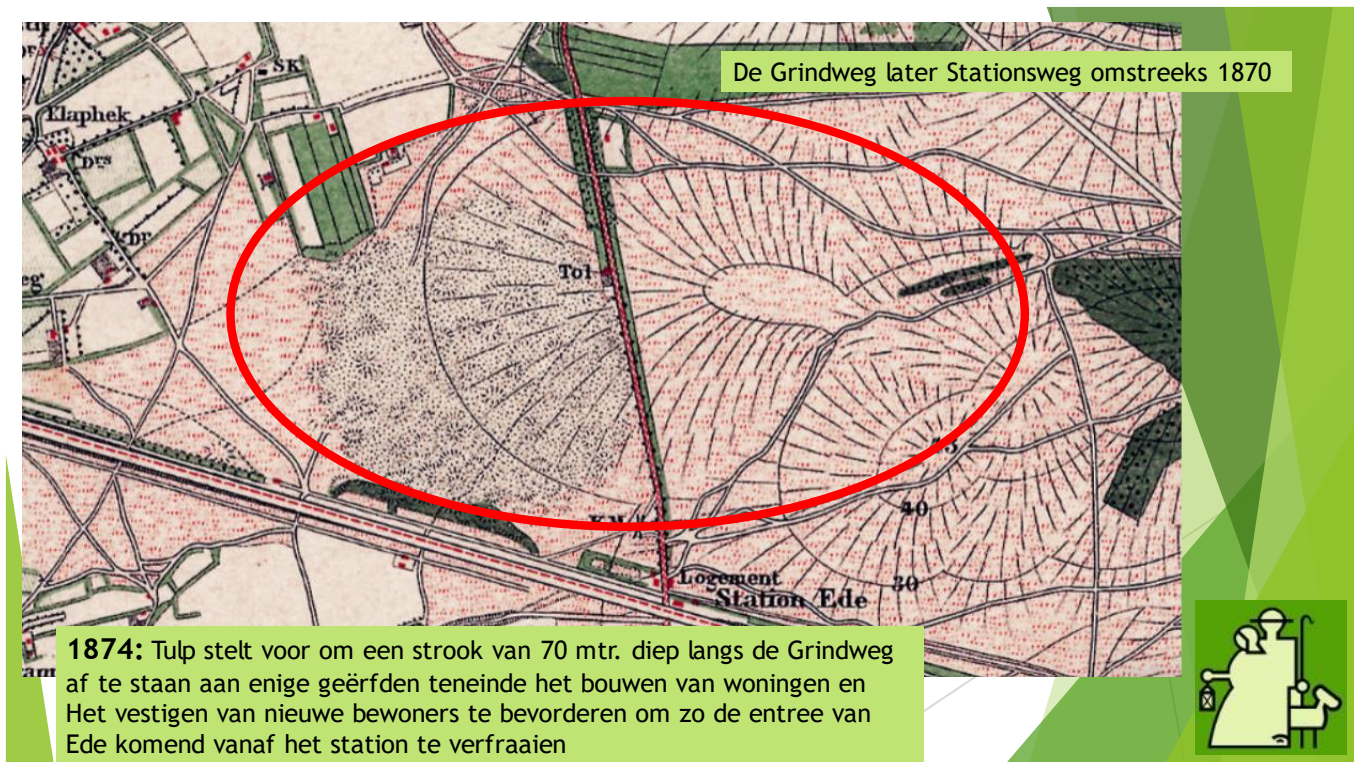 De Grindweg later Stationsweg omstreeks 1870
SK
Klaphek
Drs
Dr
Tol
45
40
30
Logement
Station Ede
1874: Tulp stelt voor om een strook van 70 mtr. diep langs de Grindweg
af te staan aan enige geërfden teneinde het bouwen van woningen en
Het vestigen van nieuwe bewoners te bevorderen om zo de entree van
Ede komend vanaf het station te verfraaien